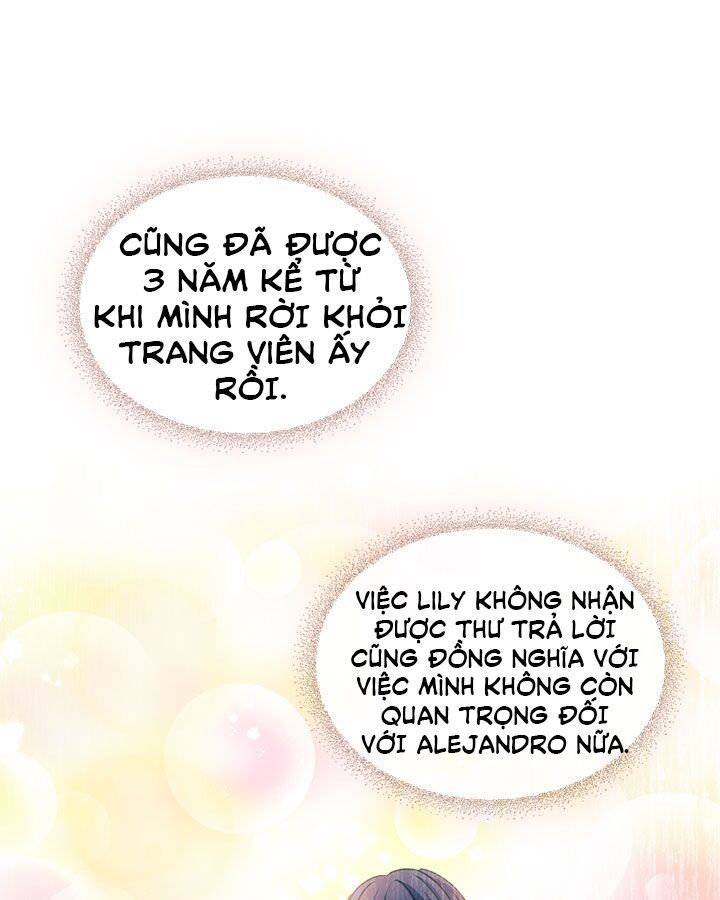 CŨNG ĐÃ ĐƯỢC
3 NĂM KỂ TỪ
KHI MÌNH RỜI KHỎI
TRANG VIÊN ẤY
RỒI.
VIỆC LILY KHÔNG NHẬN
ĐƯỢC THƯ TRẢ LỜI
CŨNG ĐỒNG NGHĨA VỚI
VIỆC MÌNH KHÔNG CÒN
QUAN TRỌNG ĐỐI
VỚI ALEJANDRO NỮA.